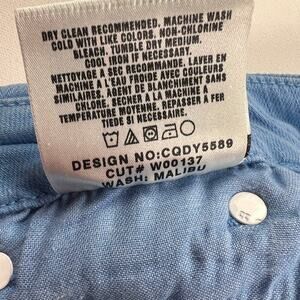 DRY CLEAN RECOMMENDED. MACHINE WASH
COLD WITH LIKE COLORS. NON-CHLORINE
BLEACH. TUMBLE DRY MEDIUM.
COOL IRON IF NECESSARY.
NETTOYAGE A SEC RECOMMANDE. LAVER EN
MACHINE A L'EAU FROID AVEC COULEURS
SIMILAIRES. AGENT DE BLANCHIMENT SANS
CHLORE. SECHER A LA MACHINE A
TEMPERATURE MOYENNE. REPASSER A FER
TIEDE SI NECESSAIRE.
DESIGN NO:CQDY5589
CUT# W00137
WASH: MALIBU